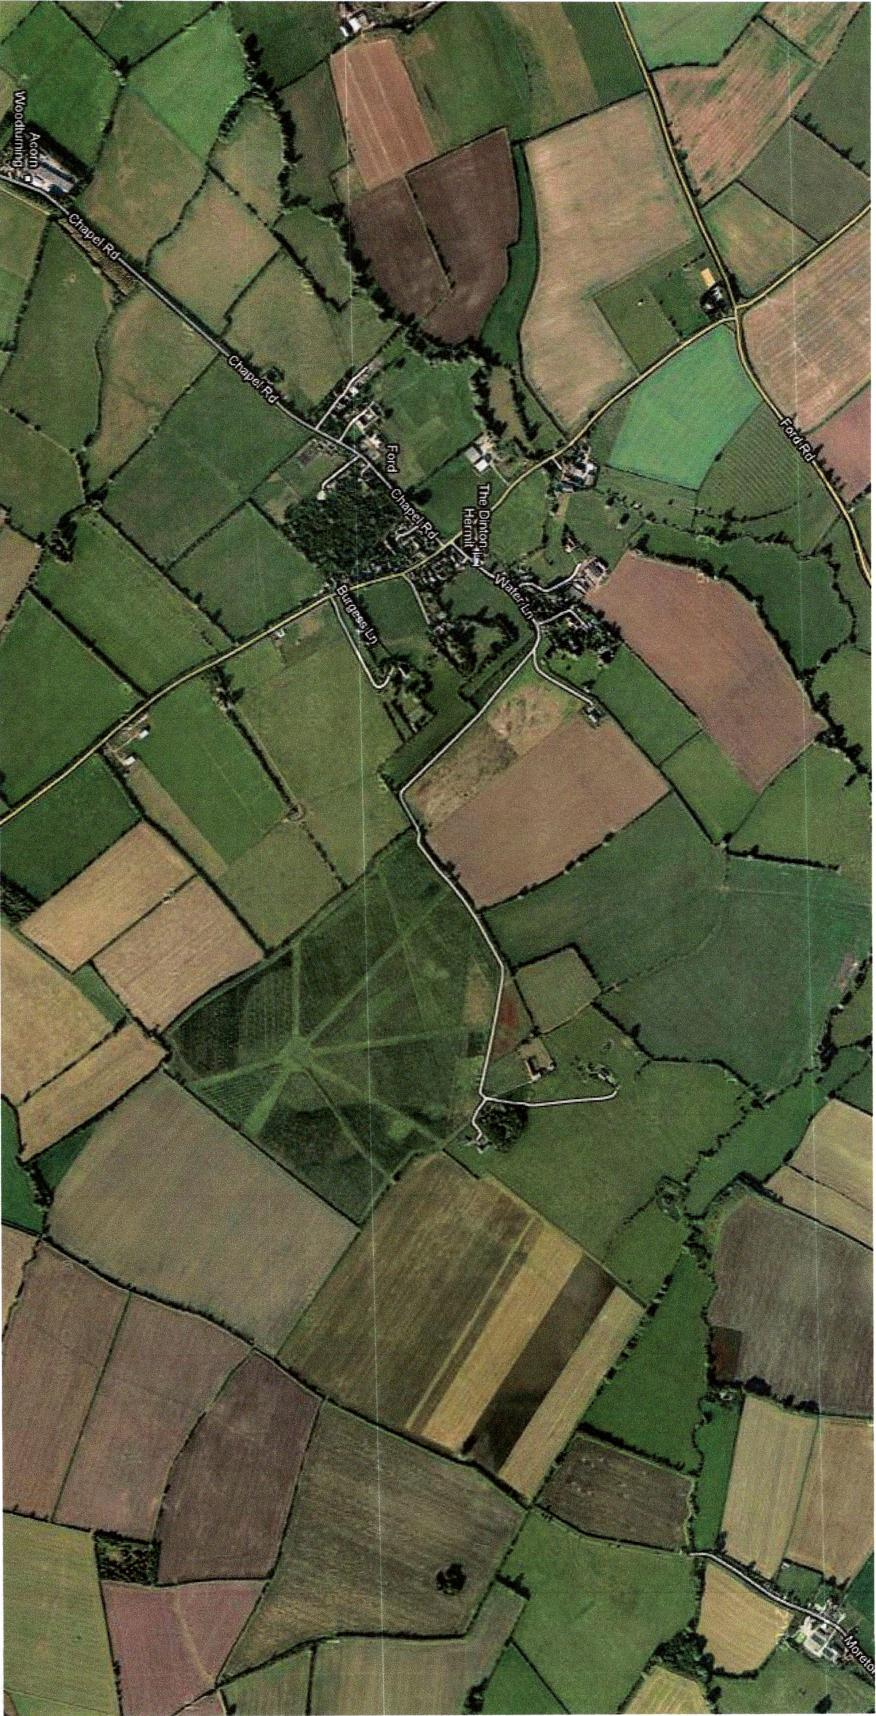 Acorn
Woodturning
Chapel Rd
Chapel Rd
Ford
Chapel Rd
The Dinton
Hermit
Water Ln
Burgess Ln
Ford Rd
Moreton